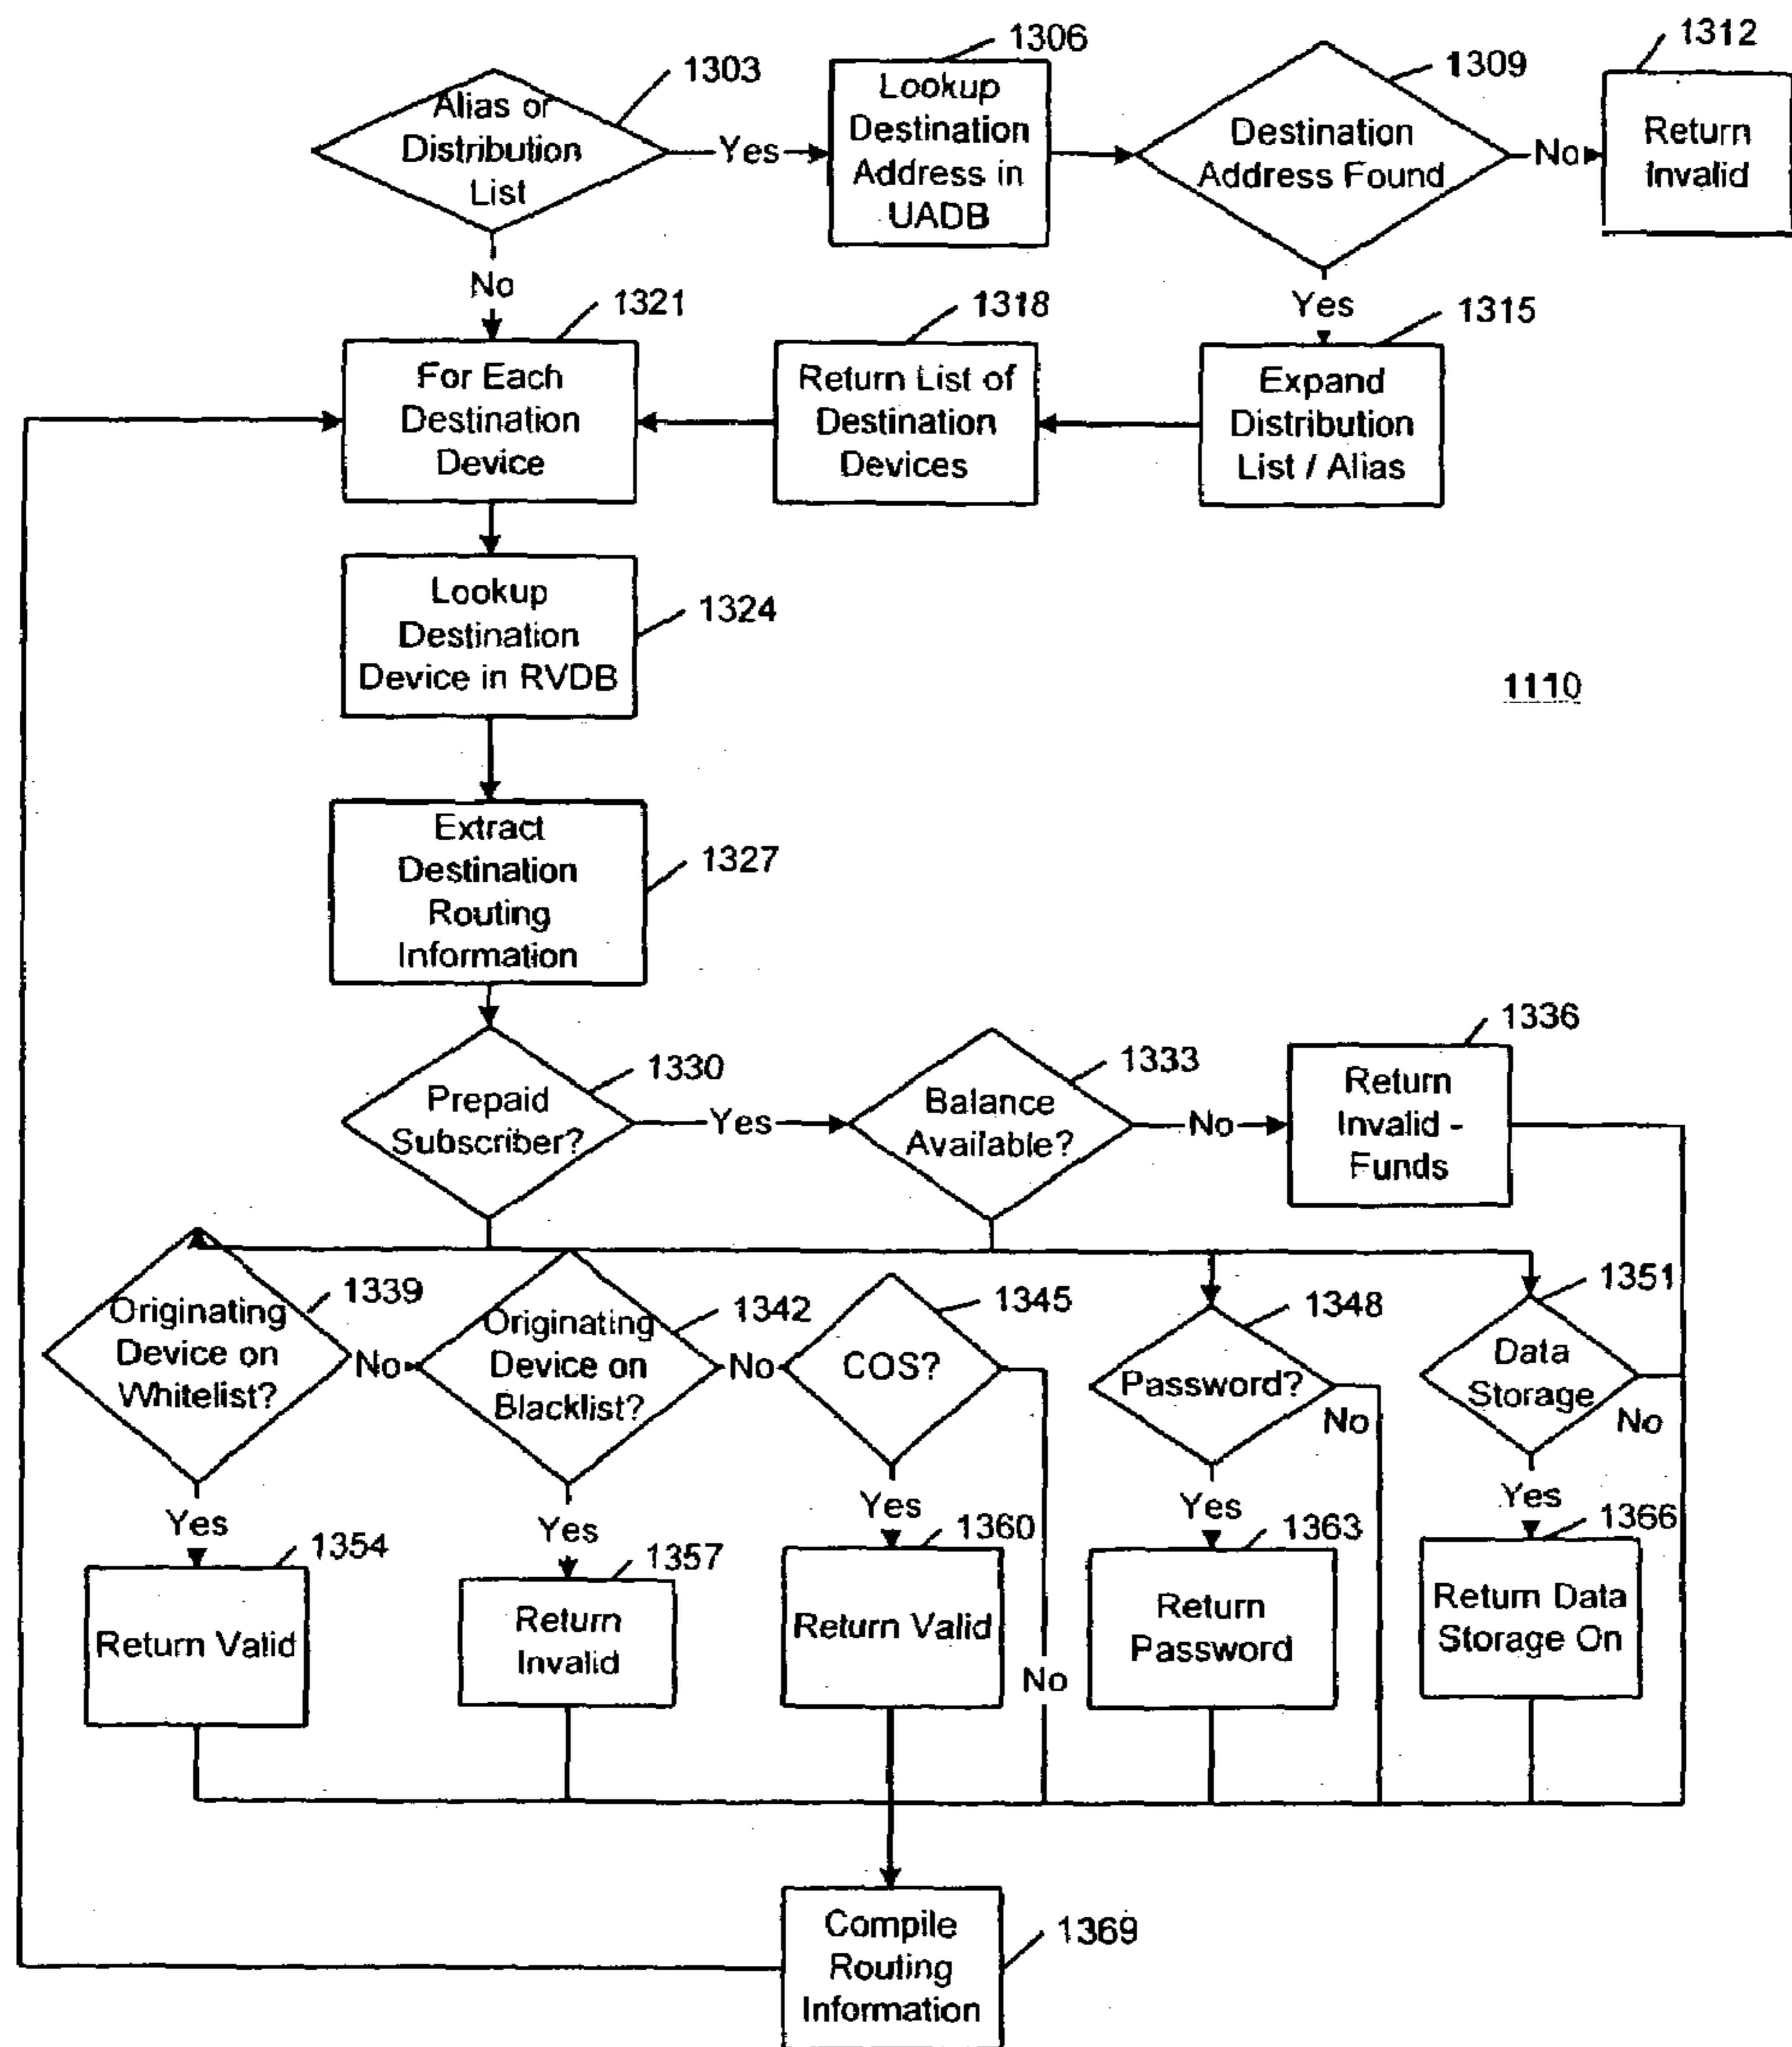 1303
Alias or
Distribution
List
Yes
1306
Lookup
Destination
Address in
UADB
1309
Destination
Address Found
No
1312
Return
Invalid
No
Yes
1321
For Each
Destination
Device
1318
Return List of
Destination
Devices
1315
Expand
Distribution
List / Alias
1324
Lookup
Destination
Device in RVDB
1110
1327
Extract
Destination
Routing
Information
1330
Prepaid
Subscriber?
Yes
1333
Balance
Available?
No
1336
Return
Invalid -
Funds
1339
Originating
Device on
Whitelist?
No
1342
Originating
Device on
Blacklist?
No
1345
COS?
1348
Password?
No
1351
Data
Storage
No
Yes
Yes
Yes
Yes
Yes
1354
Return Valid
1357
Return
Invalid
1360
Return Valid
No
1363
Return
Password
1366
Return Data
Storage On
1369
Compile
Routing
Information